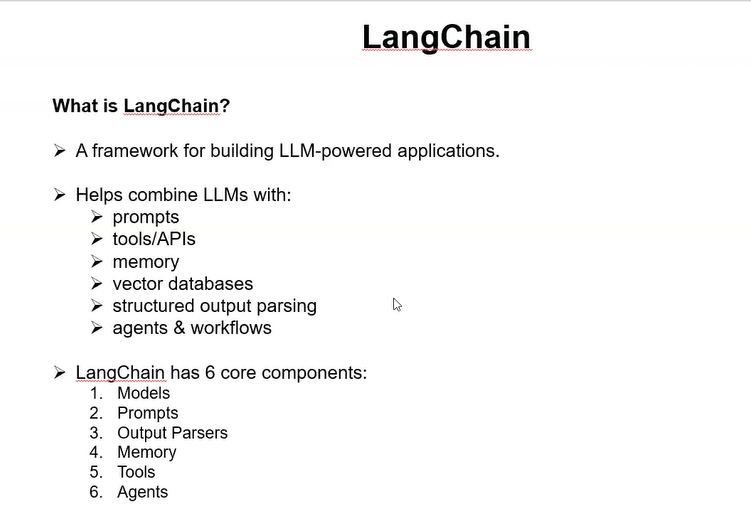 LangChain
What is LangChain?
➢ A framework for building LLM-powered applications.
➢ Helps combine LLMs with:
➢ prompts
➢ tools/APIs
➢ memory
➢ vector databases
➢ structured output parsing
➢ agents & workflows
➢ LangChain has 6 core components:
1. Models
2. Prompts
3. Output Parsers
4. Memory
5. Tools
6. Agents